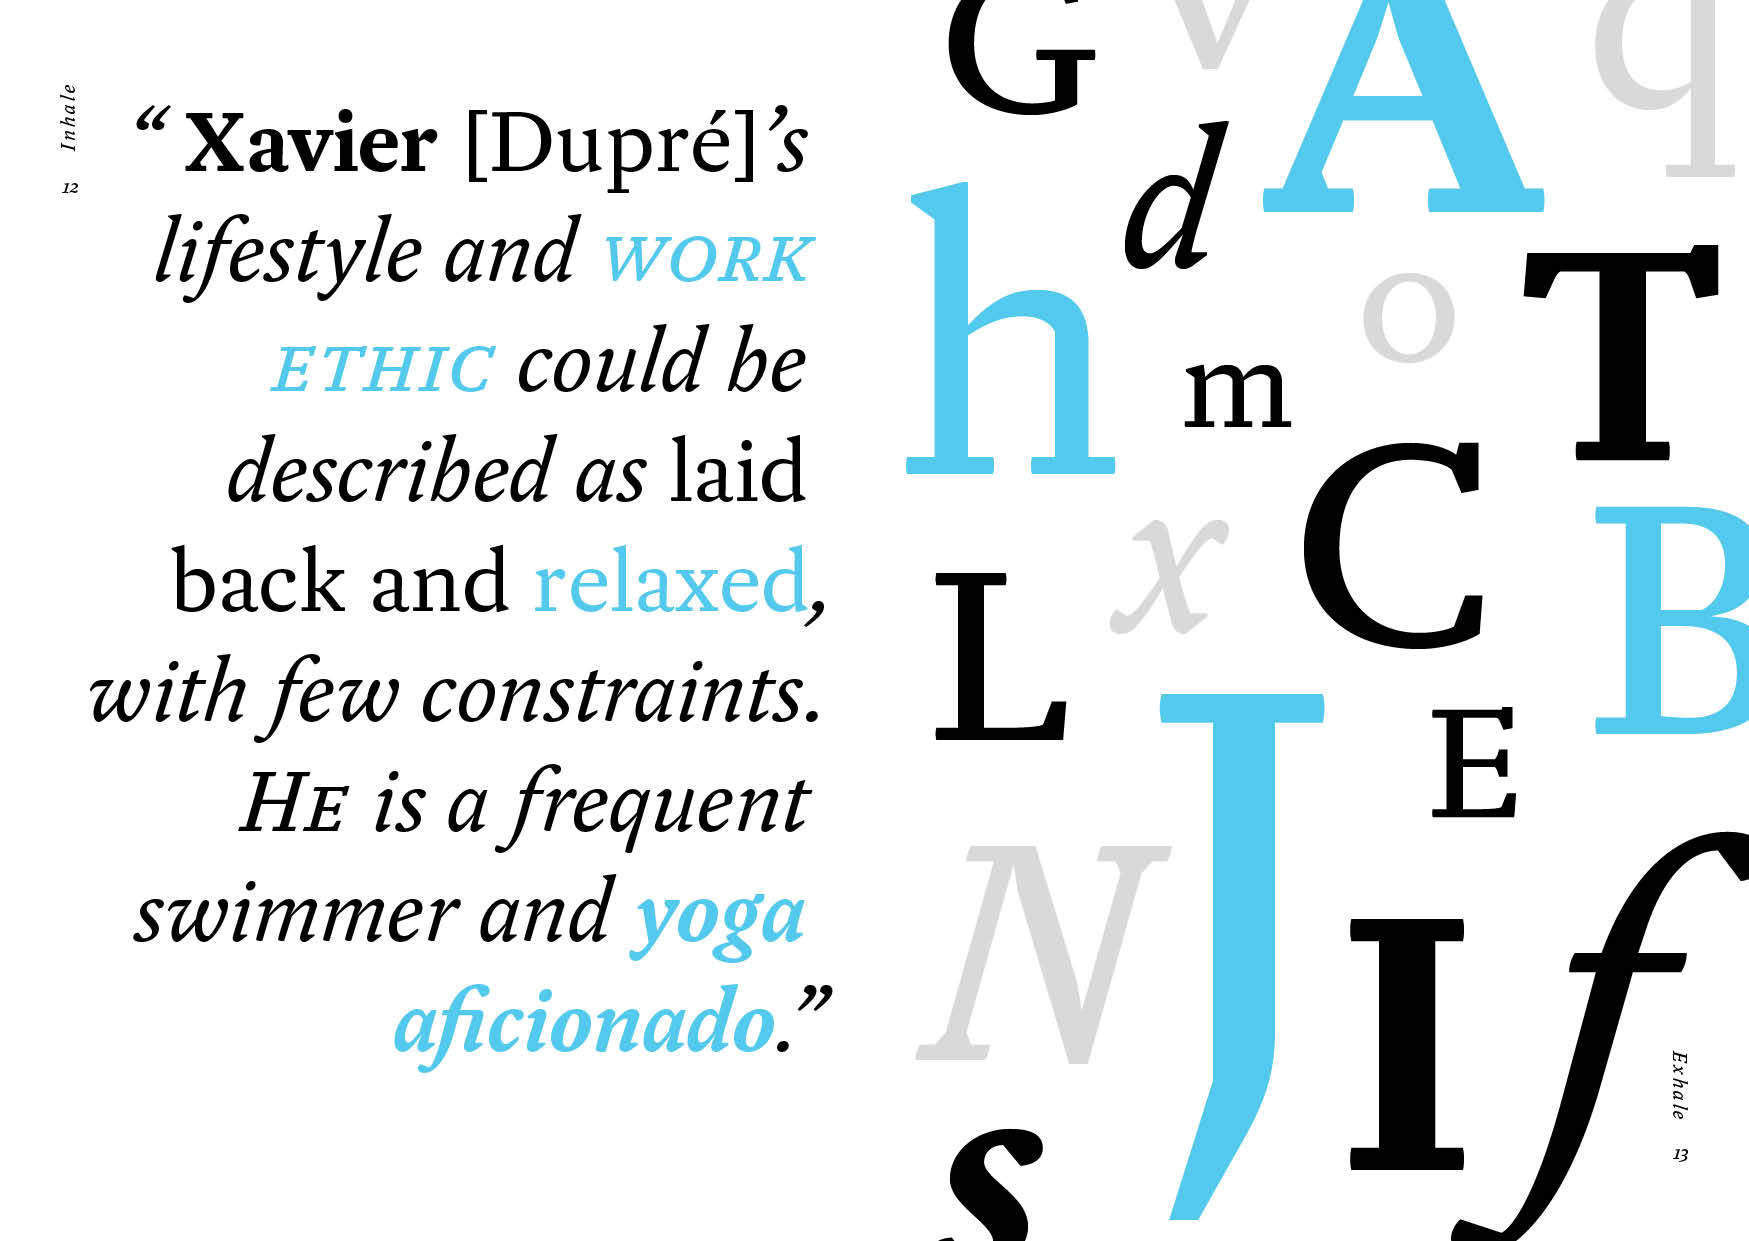 Inhale
12
“Xavier [Dupré]’s
lifestyle and WORK
ETHIC could be
described as laid
back and relaxed,
with few constraints.
HE is a frequent
swimmer and yoga
aficionado.”
G v A q
d
h
o T
m
C
x
L
B
J
E
N
I f
s
Exhale
13